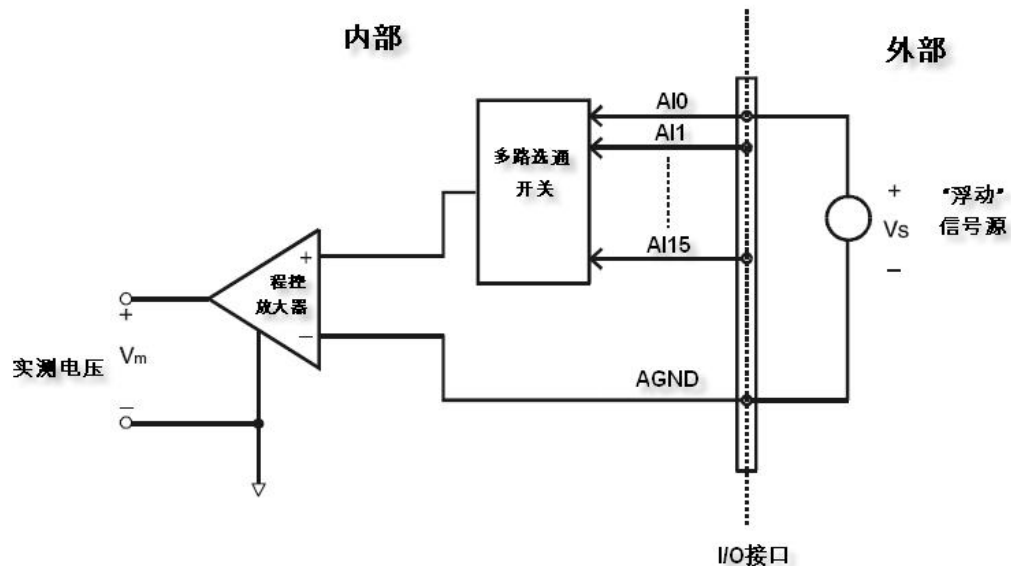 内部
外部
AI0
AI1
多路选通
开关
AI15
+
Vs
−
"浮动"
信号源
+
程控
放大器
−
+
Vm
−
实测电压
AGND
I/O接口